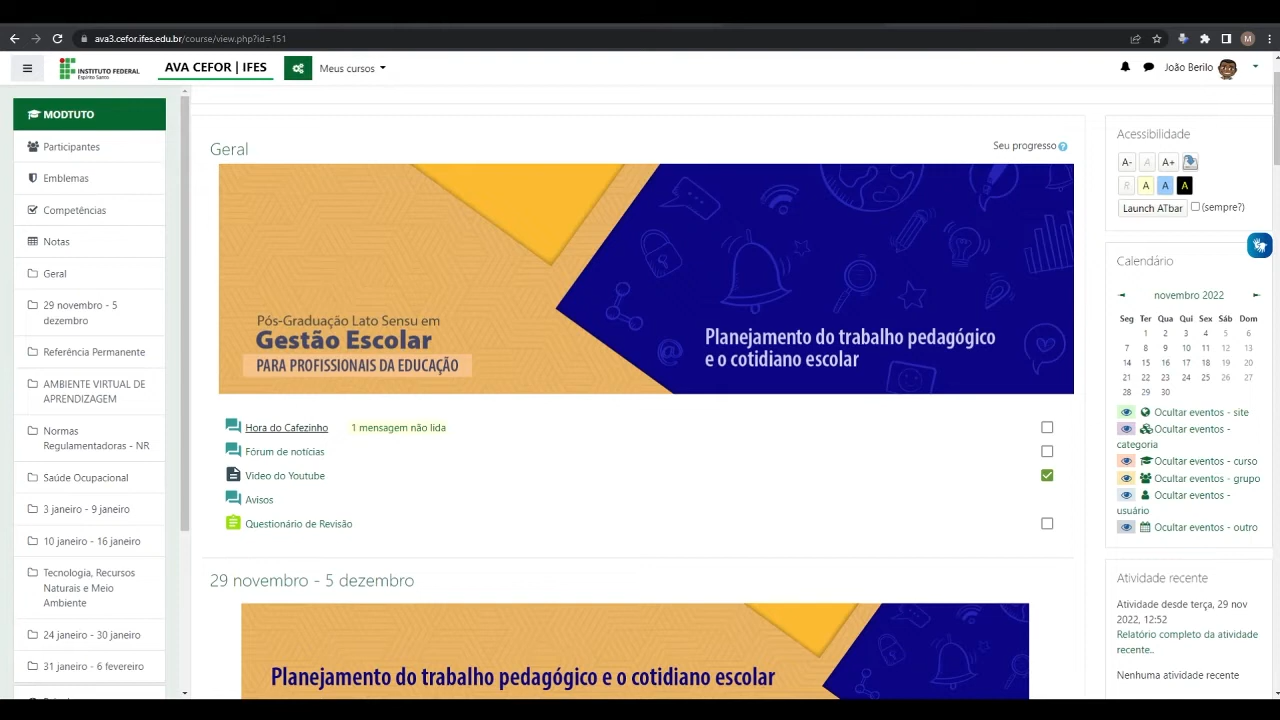 ava3.cefor.ifes.edu.br/course/view.php?id=151
M
INSTITUTO FEDERAL
Espírito Santo
AVA CEFOR | IFES
Meus cursos
João Berilo
MODTUTO
Participantes
Emblemas
Competências
Notas
Geral
29 novembro - 5
dezembro
Referência Permanente
AMBIENTE VIRTUAL DE
APRENDIZAGEM
Normas
Regulamentadoras - NR
Saúde Ocupacional
3 janeiro - 9 janeiro
10 janeiro - 16 janeiro
Tecnologia, Recursos
Naturais e Meio
Ambiente
24 janeiro - 30 janeiro
31 janeiro - 6 fevereiro
Geral
Seu progresso
Pós-Graduação Lato Sensu em
Gestão Escolar
PARA PROFISSIONAIS DA EDUCAÇÃO
Planejamento do trabalho pedagógico
e o cotidiano escolar
Hora do Cafezinho 1 mensagem não lida
Fórum de notícias
Vídeo do Youtube
Avisos
Questionário de Revisão
29 novembro - 5 dezembro
Planejamento do trabalho pedagógico e o cotidiano escolar
Acessibilidade
A- A A+
R A A A
Launch ATbar (sempre?)
Calendário
◄ novembro 2022 ►
Seg Ter Qua Qui Sex Sáb Dom
1 2 3 4 5 6
7 8 9 10 11 12 13
14 15 16 17 18 19 20
21 22 23 24 25 26 27
28 29 30
Ocultar eventos - site
Ocultar eventos -
categoria
Ocultar eventos - curso
Ocultar eventos - grupo
Ocultar eventos -
usuário
Ocultar eventos - outro
Atividade recente
Atividade desde terça, 29 nov
2022, 12:52
Relatório completo da atividade
recente..
Nenhuma atividade recente